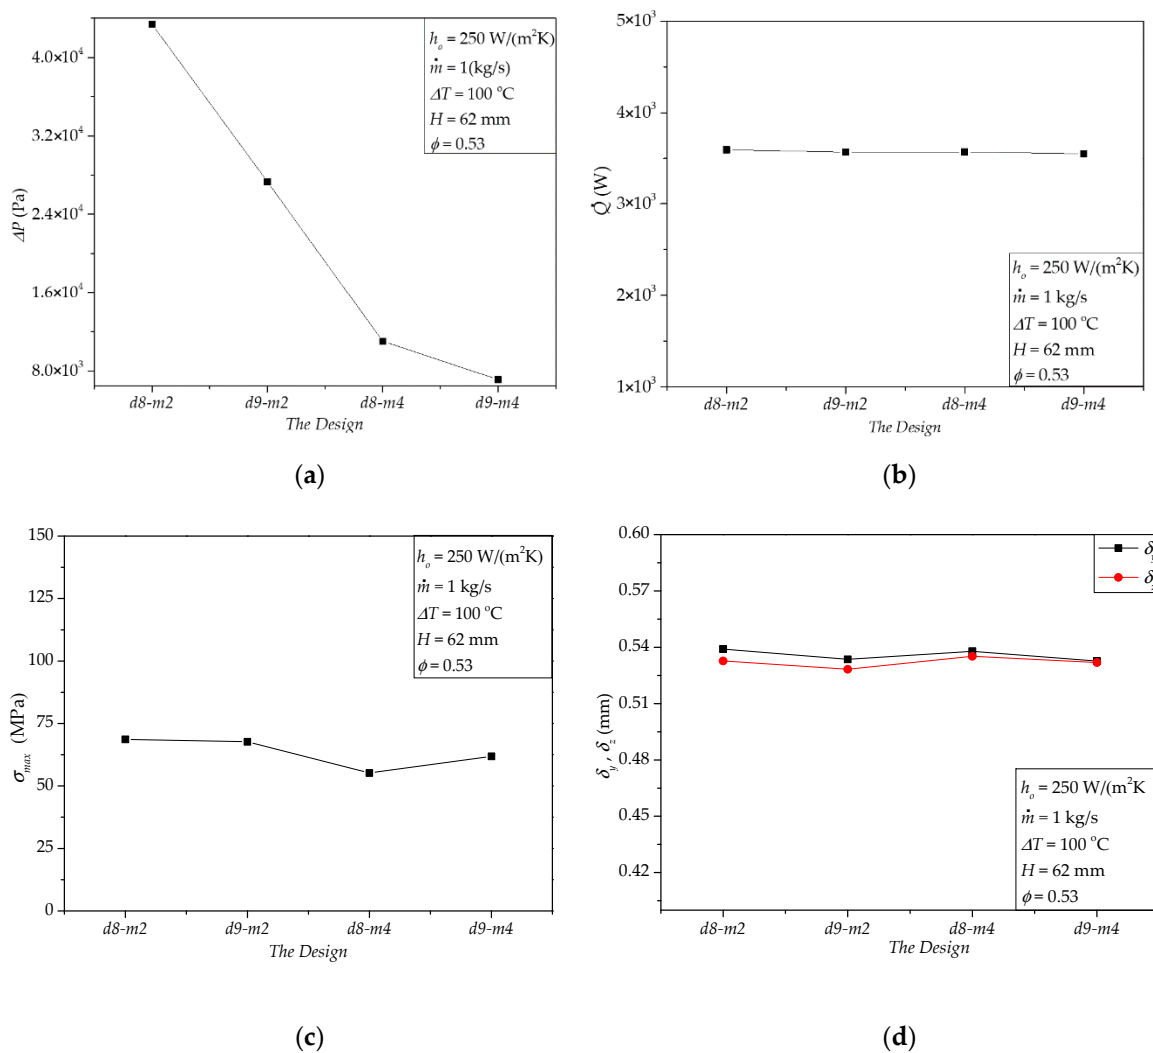 4.0×10⁴
3.2×10⁴
2.4×10⁴
1.6×10⁴
8.0×10³
ΔP (Pa)
hₒ = 250 W/(m²K)
ṁ = 1(kg/s)
ΔT = 100 °C
H = 62 mm
ϕ = 0.53
d8-m2 d9-m2 d8-m4 d9-m4
The Design
(a)
5×10³
4×10³
3×10³
2×10³
1×10³
Q̇ (W)
hₒ = 250 W/(m²K)
ṁ = 1 kg/s
ΔT = 100 °C
H = 62 mm
ϕ = 0.53
d8-m2 d9-m2 d8-m4 d9-m4
The Design
(b)
150
125
100
75
50
25
0
σmax (MPa)
hₒ = 250 W/(m²K)
ṁ = 1 kg/s
ΔT = 100 °C
H = 62 mm
ϕ = 0.53
d8-m2 d9-m2 d8-m4 d9-m4
The Design
(c)
0.60
0.57
0.54
0.51
0.48
0.45
0.42
δy , δz (mm)
δ
δ
hₒ = 250 W/(m²K
ṁ = 1 kg/s
ΔT = 100 °C
H = 62 mm
ϕ = 0.53
d8-m2 d9-m2 d8-m4 d9-m4
The Design
(d)